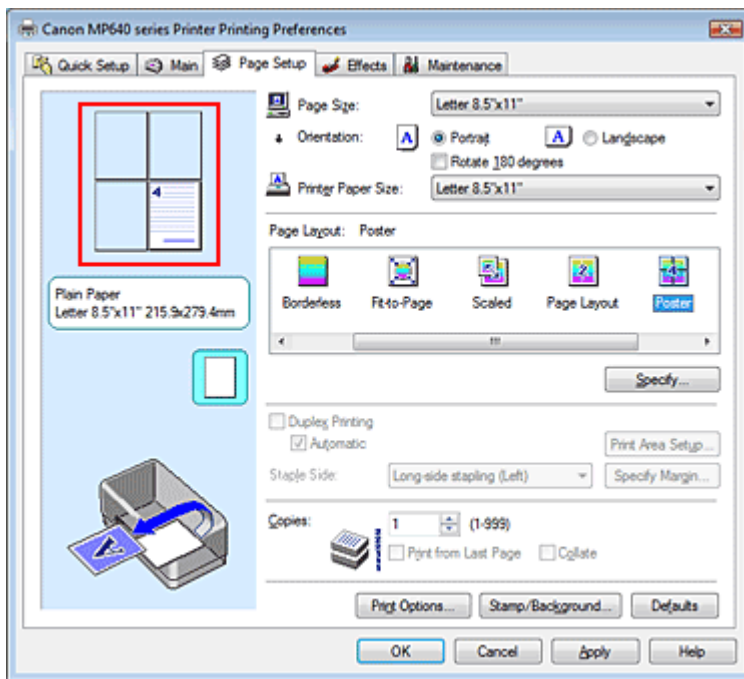 Canon MP640 series Printer Printing Preferences
Quick Setup Main Page Setup Effects Maintenance
Page Size: Letter 8.5"x11"
Orientation: A Portrait A Landscape
Rotate 180 degrees
Printer Paper Size: Letter 8.5"x11"
Page Layout: Poster
Borderless Fit-to-Page Scaled Page Layout Poster
Specify...
4
Plain Paper
Letter 8.5"x11" 215.9x279.4mm
Duplex Printing
Automatic
Print Area Setup...
Staple Side: Long-side stapling (Left) Specify Margin...
Copies: 1 (1-999)
Print from Last Page Collate
Print Options... Stamp/Background... Defaults
OK Cancel Apply Help